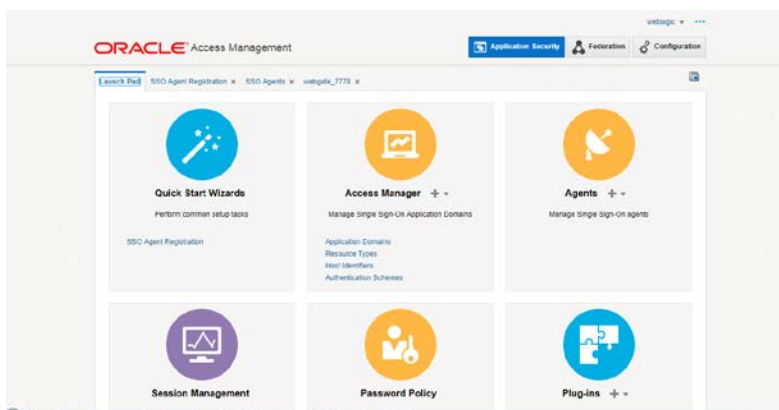 weblogic
ORACLE Access Management
Application Security
Federation
Configuration
Launch Pad
SSO Agent Registration x
SSO Agents x
webgate_7778 x
Quick Start Wizards
Perform common setup tasks
SSO Agent Registration
Access Manager
Manage Single Sign-On Application Domains
Application Domains
Resource Types
Host Identifiers
Authentication Schemes
Agents
Manage Single Sign-On agents
Session Management
Password Policy
Plug-ins